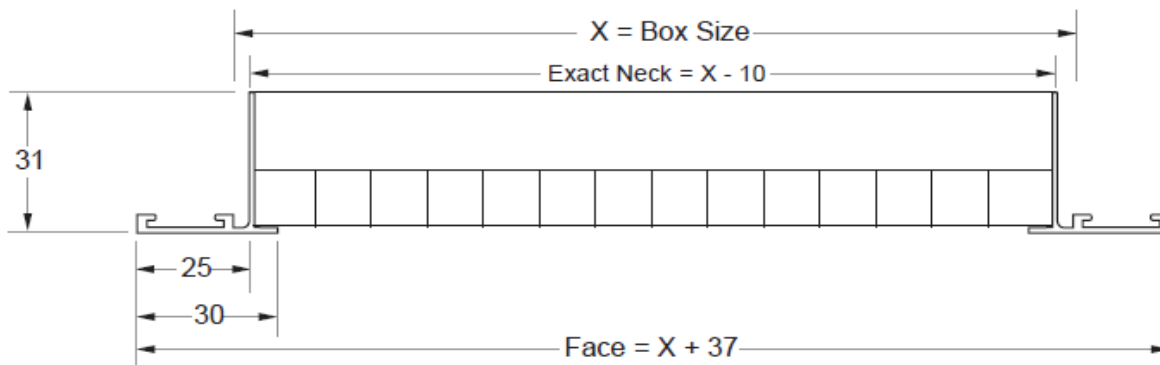 X = Box Size
Exact Neck = X - 10
31
25
30
Face = X + 37